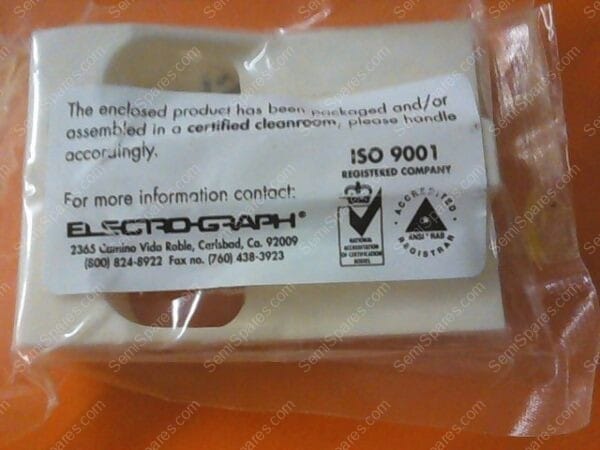 The enclosed product has been packaged and/or
assembled in a certified cleanroom, please handle
accordingly.
ISO 9001
REGISTERED COMPANY
For more information contact:
ELECTRO-GRAPH®
2365 Camino Vida Roble, Carlsbad, Ca. 92009
(800) 824-8922 Fax no. (760) 438-3923
NATIONAL
ACCREDITATION
OF CERTIFICATION
BODIES
ACCREDITED
ANSI RAB
REGISTRAR
SemiSpares.com